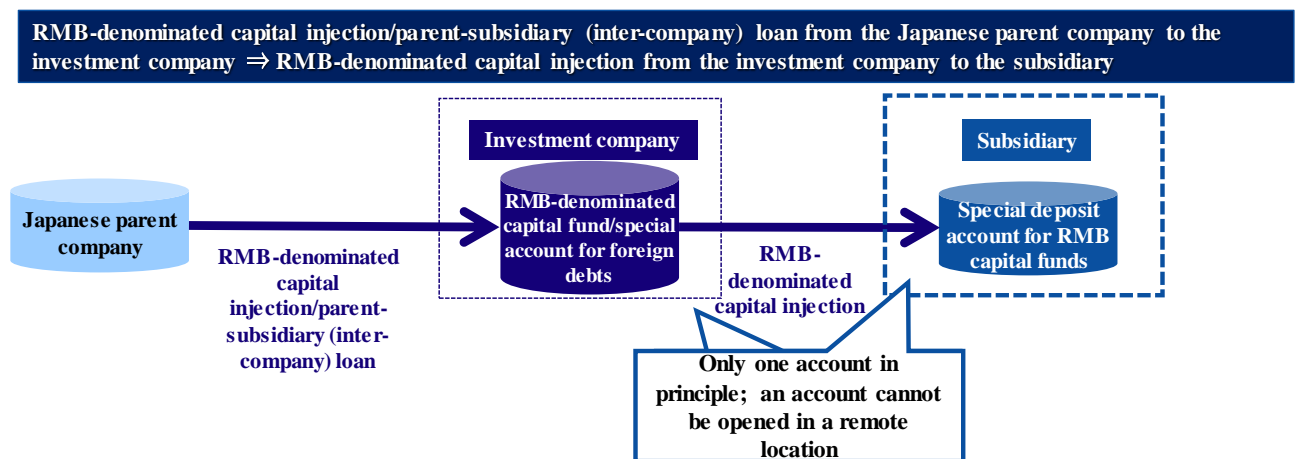 RMB-denominated capital injection/parent-subsidiary (inter-company) loan from the Japanese parent company to the
investment company ⇒ RMB-denominated capital injection from the investment company to the subsidiary
Investment company
Subsidiary
Japanese parent
company
RMB-denominated
capital fund/special
account for foreign
debts
Special deposit
account for RMB
capital funds
RMB-denominated
capital
injection/parent-
subsidiary (inter-
company) loan
RMB-
denominated
capital injection
Only one account in
principle; an account cannot
be opened in a remote
location